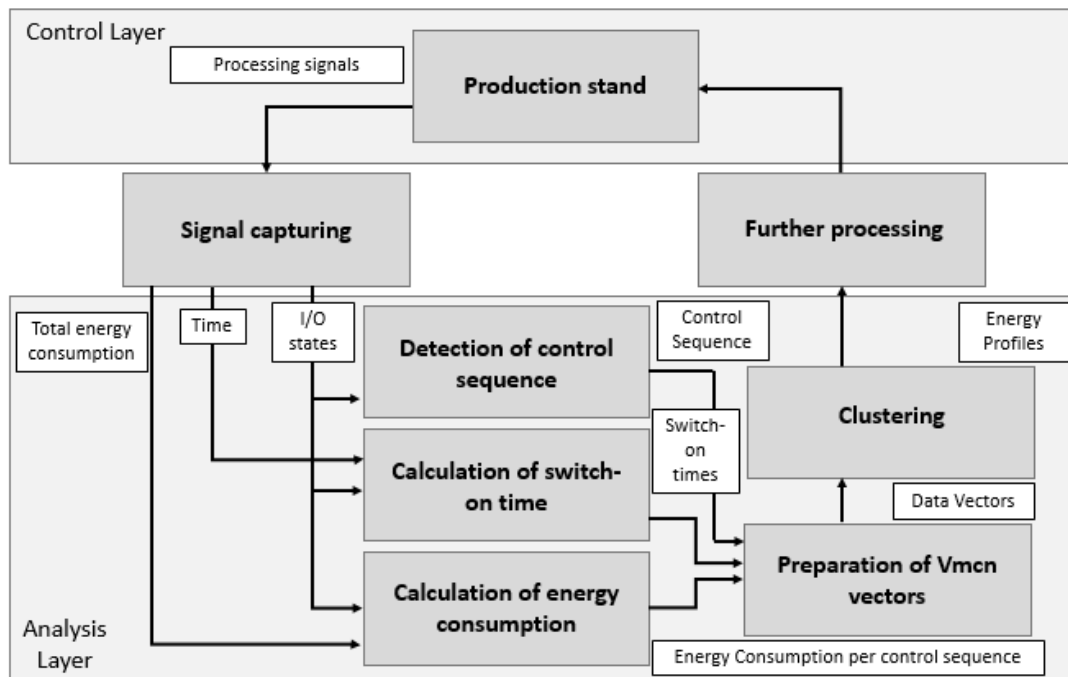 Control Layer
Processing signals
Production stand
Signal capturing
Further processing
Total energy
consumption
Time
I/O
states
Detection of control
sequence
Control
Sequence
Energy
Profiles
Clustering
Switch-
on
times
Calculation of switch-
on time
Data Vectors
Calculation of energy
consumption
Preparation of Vmcn
vectors
Energy Consumption per control sequence
Analysis
Layer